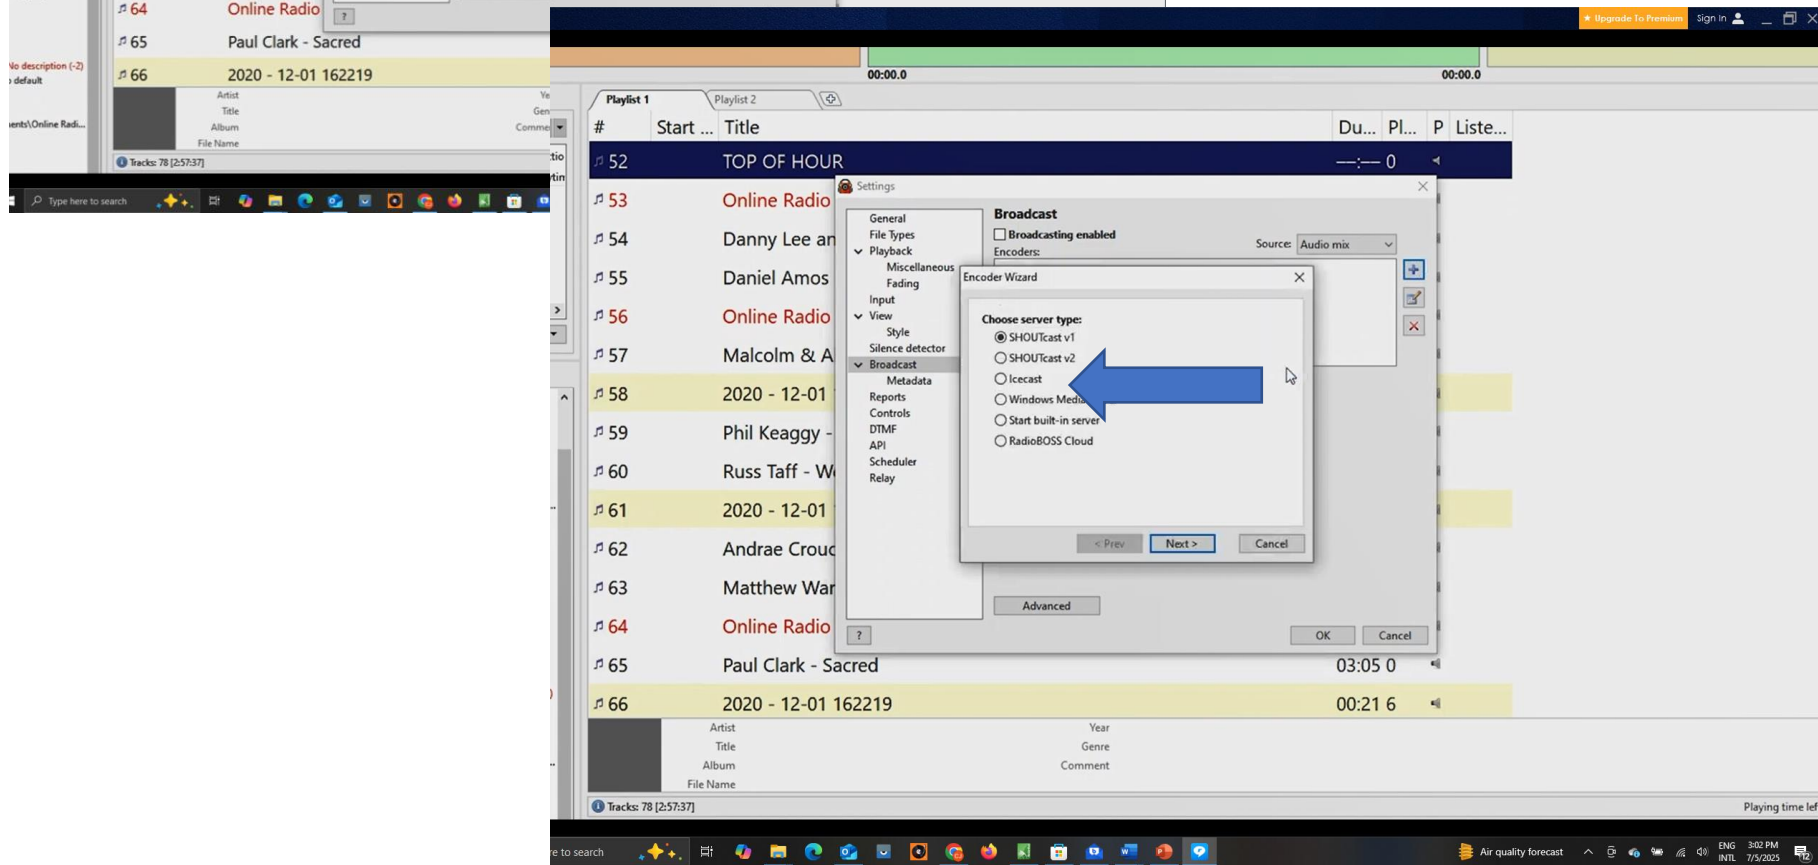 64 Online Radio
?
65 Paul Clark - Sacred
No description (-2)
default
66 2020 - 12-01 162219
Artist
Title
Album
File Name
Tracks: 78 [2:57:37]
Type here to search
Upgrade To Premium Sign In
00:00.0 00:00.0
Playlist 1 Playlist 2
# Start ... Title Du... Pl... P Liste...
52 TOP OF HOUR --:-- 0
53 Online Radio
54 Danny Lee an
55 Daniel Amos
56 Online Radio
57 Malcolm & A
58 2020 - 12-01
59 Phil Keaggy -
60 Russ Taff - W
61 2020 - 12-01
62 Andrae Crouc
63 Matthew War
64 Online Radio
65 Paul Clark - Sacred 03:05 0
66 2020 - 12-01 162219 00:21 6
Settings
General
File Types
Playback
Miscellaneous
Fading
Input
View
Style
Silence detector
Broadcast
Metadata
Reports
Controls
DTMF
API
Scheduler
Relay
?
Broadcast
Broadcasting enabled
Source: Audio mix
Encoders:
Encoder Wizard
Choose server type:
SHOUTcast v1
SHOUTcast v2
Icecast
Windows Media
Start built-in server
RadioBOSS Cloud
< Prev Next > Cancel
Advanced
OK Cancel
Artist Year
Title Genre
Album Comment
File Name
Tracks: 78 [2:57:37] Playing time lef
e to search
Air quality forecast
ENG 3:02 PM
INTL 7/5/2025